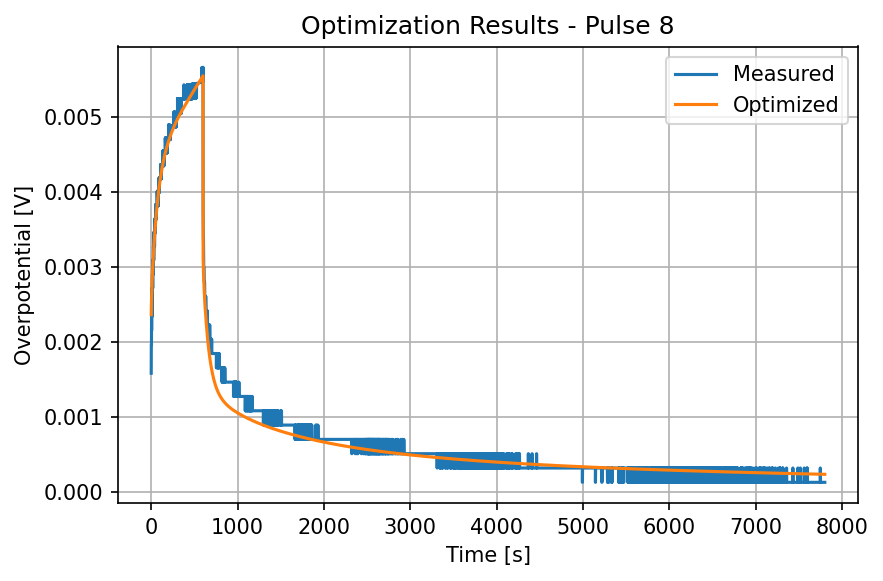 Optimization Results - Pulse 8
Measured
Optimized
Overpotential [V]
0.005
0.004
0.003
0.002
0.001
0.000
0 1000 2000 3000 4000 5000 6000 7000 8000
Time [s]